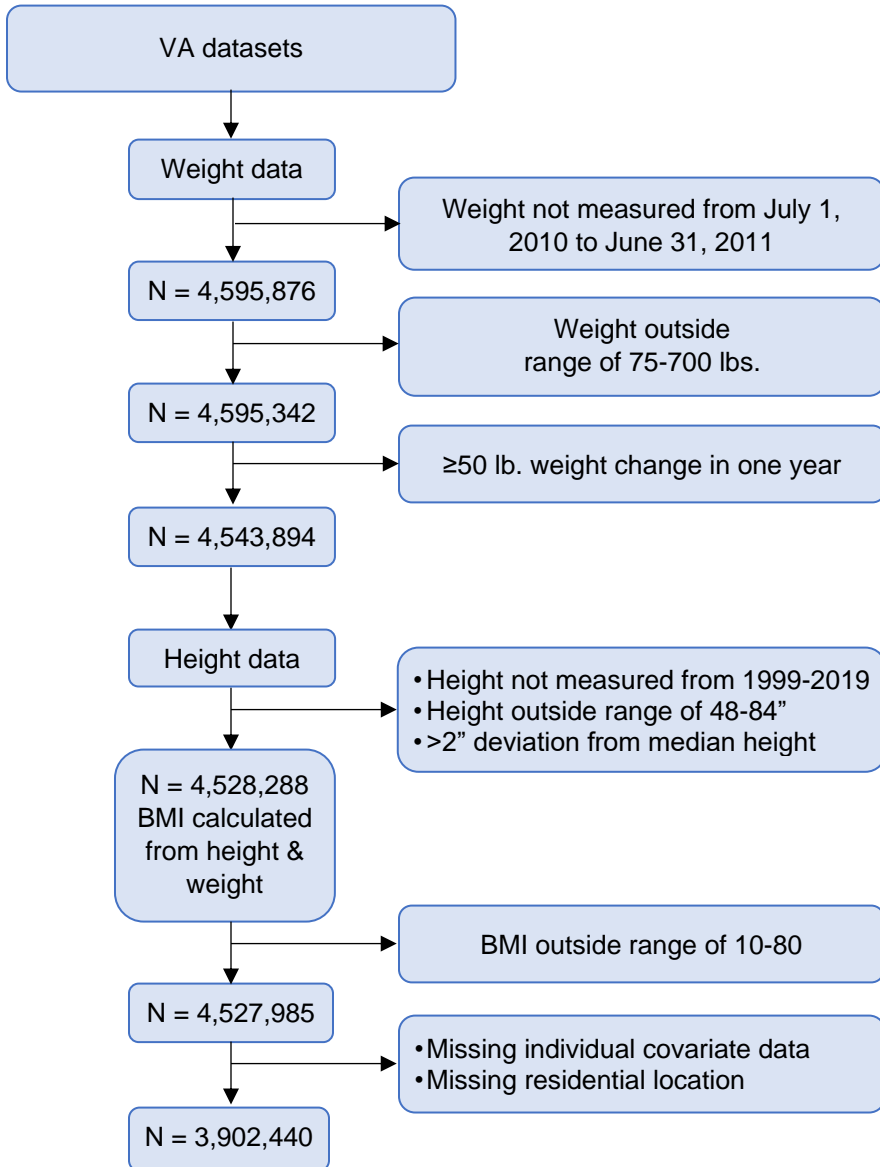 VA datasets
Weight data
Weight not measured from July 1,
2010 to June 31, 2011
N = 4,595,876
Weight outside
range of 75-700 lbs.
N = 4,595,342
≥50 lb. weight change in one year
N = 4,543,894
Height data
•Height not measured from 1999-2019
•Height outside range of 48-84”
•>2” deviation from median height
N = 4,528,288
BMI calculated
from height &
weight
BMI outside range of 10-80
N = 4,527,985
•Missing individual covariate data
•Missing residential location
N = 3,902,440